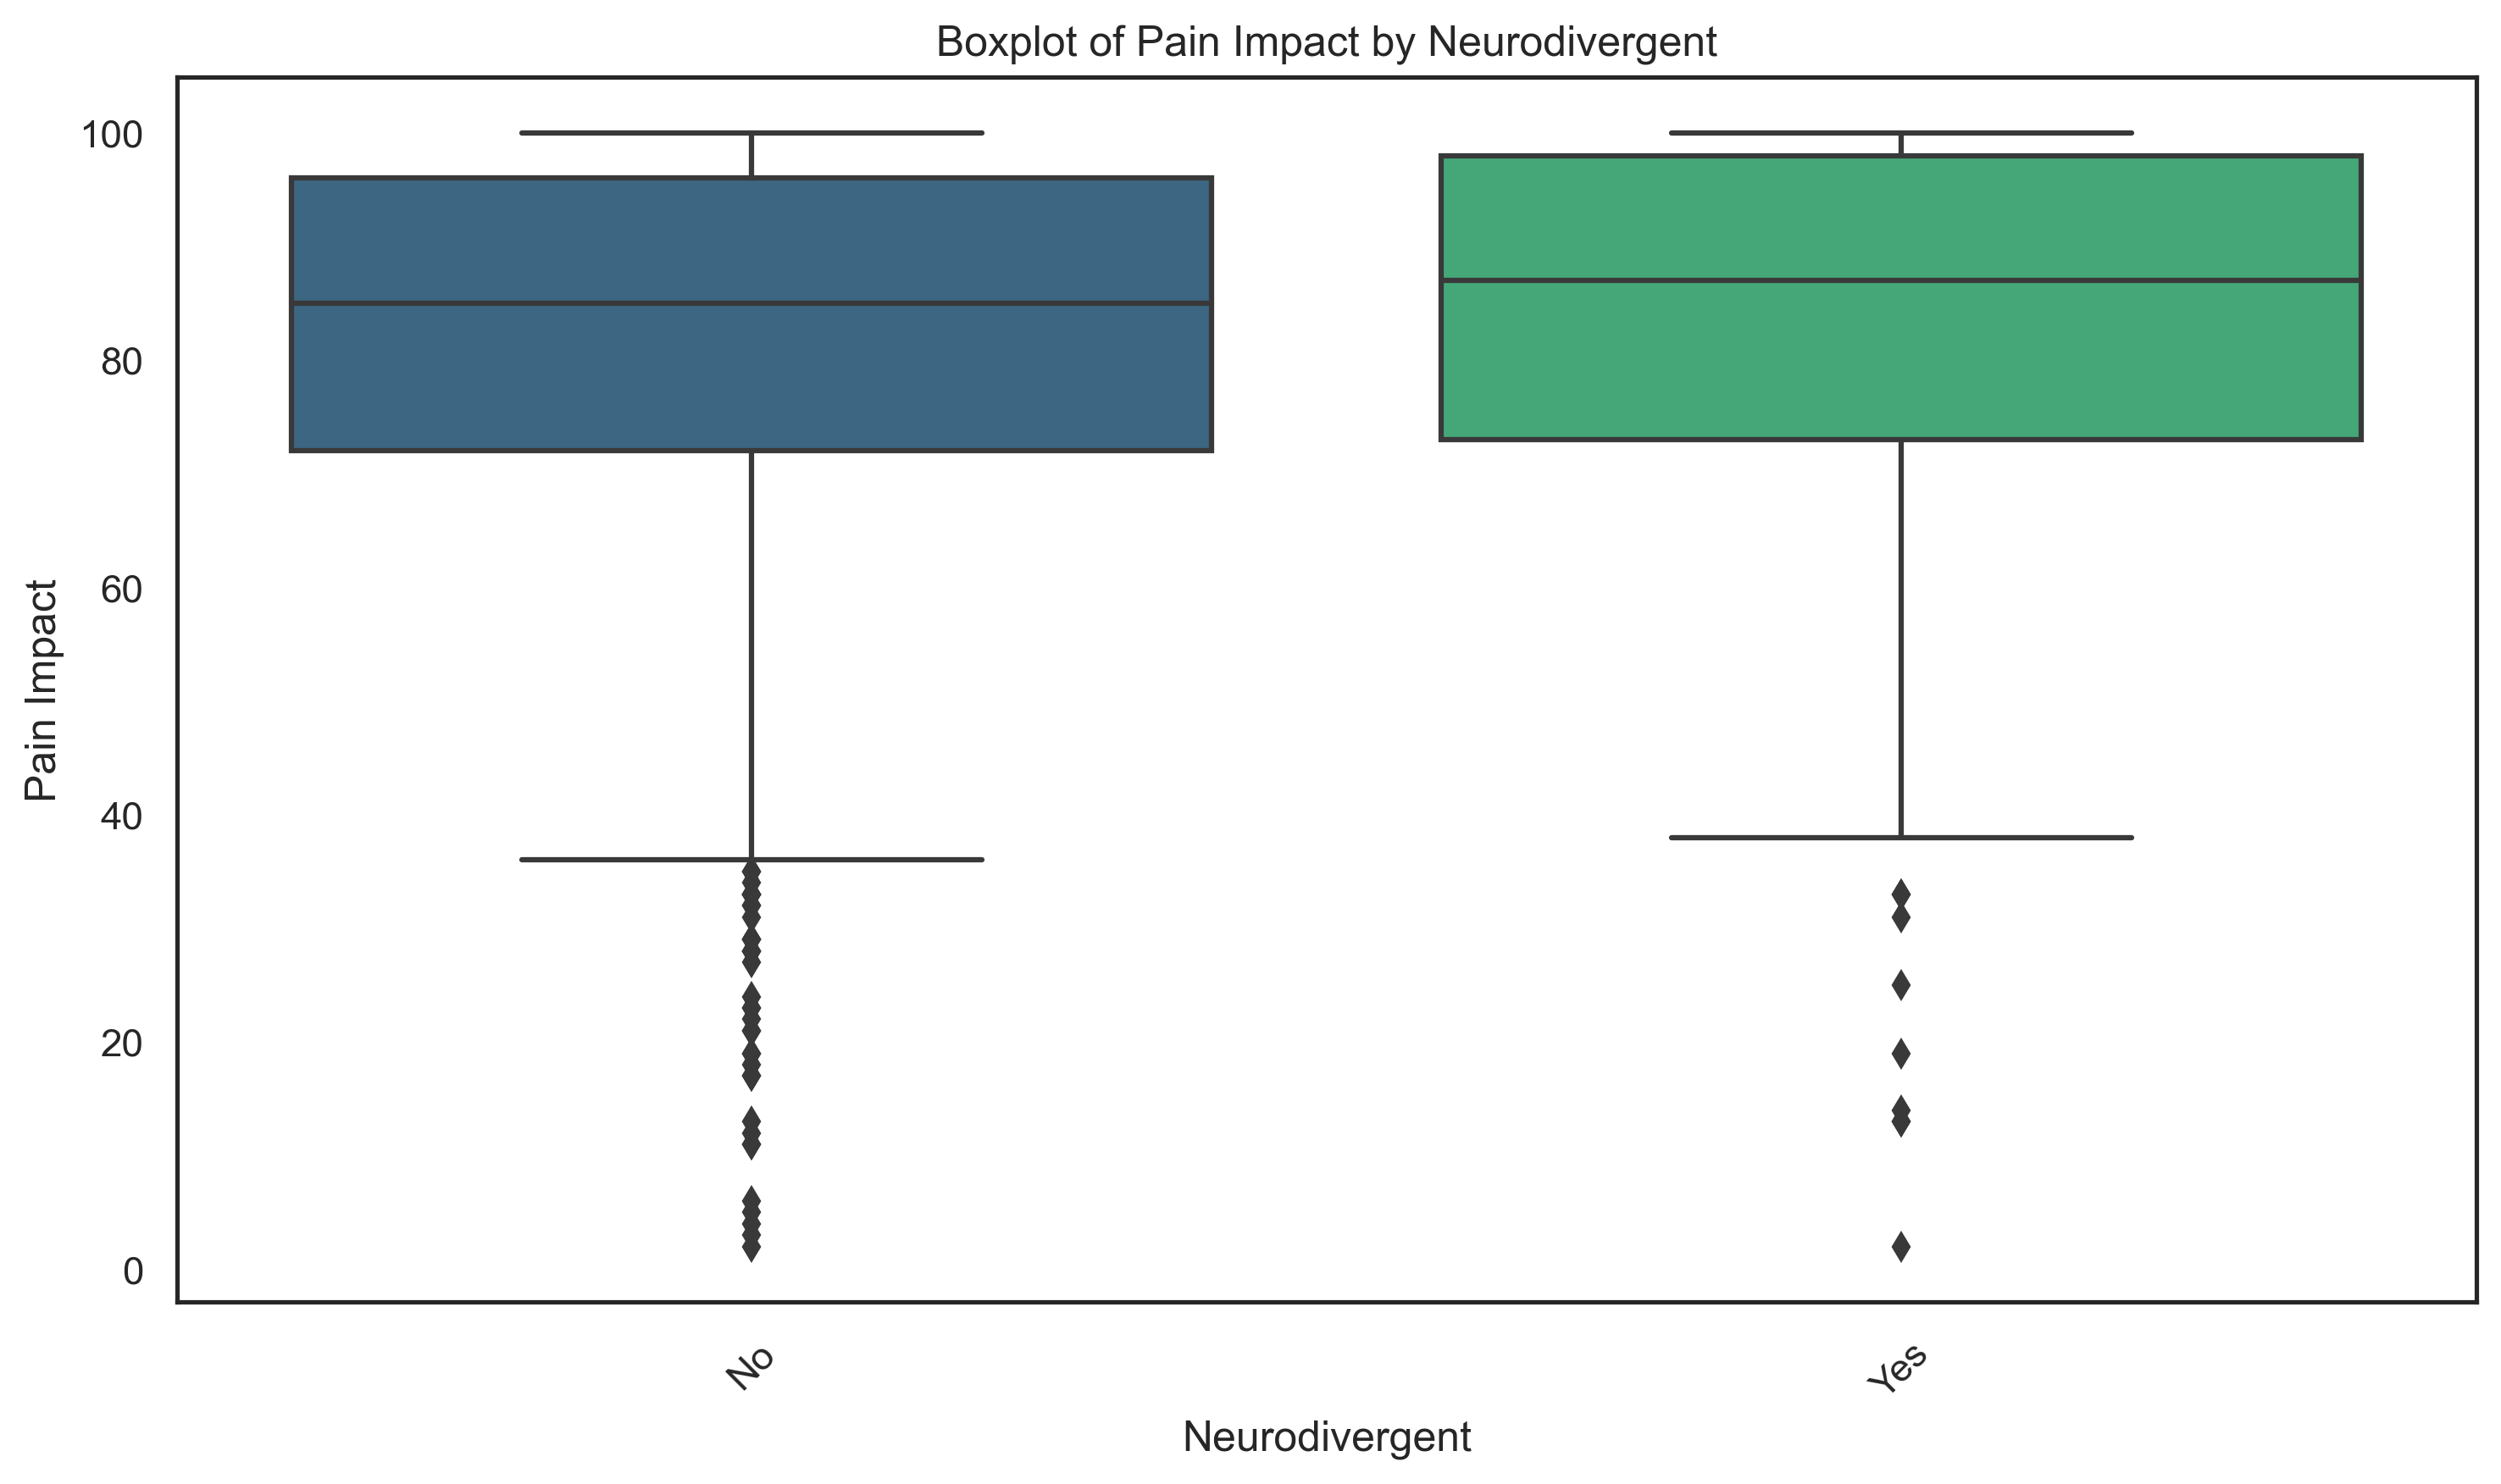 Boxplot of Pain Impact by Neurodivergent
100
80
60
40
20
0
Pain Impact
No
Yes
Neurodivergent